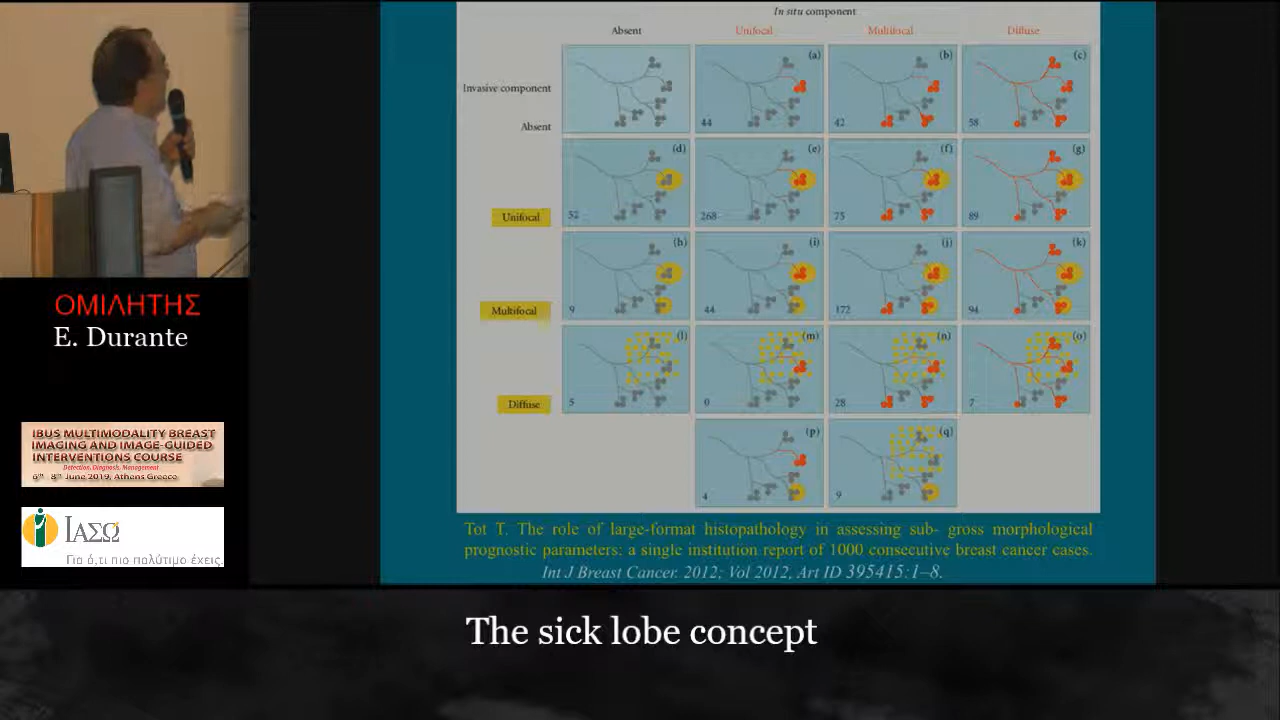 In situ component
Absent
Unifocal
Multifocal
Diffuse
Invasive component
Absent
(a)
44
(b)
42
(c)
58
Unifocal
(d)
52
(e)
268
(f)
75
(g)
89
Multifocal
(h)
9
(i)
44
(j)
172
(k)
94
Diffuse
(l)
5
(m)
0
(n)
28
(o)
7
(p)
4
(q)
9
Tot T. The role of large-format histopathology in assessing sub- gross morphological
prognostic parameters: a single institution report of 1000 consecutive breast cancer cases.
Int J Breast Cancer. 2012; Vol 2012, Art ID 395415:1–8.
ΟΜΙΛΗΤΗΣ
E. Durante
IBUS MULTIMODALITY BREAST
IMAGING AND IMAGE-GUIDED
INTERVENTIONS COURSE
Detection, Diagnosis, Management
6th - 8th June 2019, Athens Greece
ΙΑΣΩ
Για ό,τι πιο πολύτιμο έχεις.
The sick lobe concept